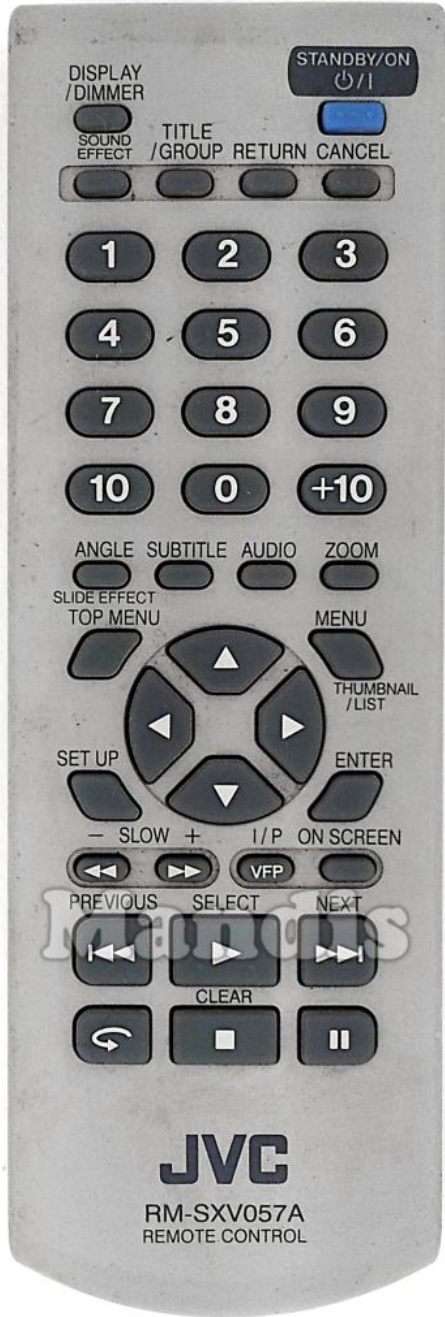 STANDBY/ON
⏻/I
DISPLAY
/DIMMER
SOUND
EFFECT
TITLE
/GROUP
RETURN
CANCEL
1 2 3
4 5 6
7 8 9
10 0 +10
ANGLE SUBTITLE AUDIO ZOOM
SLIDE EFFECT
TOP MENU
MENU
THUMBNAIL
/LIST
SET UP
ENTER
– SLOW + I/P ON SCREEN
VFP
PREVIOUS SELECT NEXT
Mandis
CLEAR
JVC
RM-SXV057A
REMOTE CONTROL